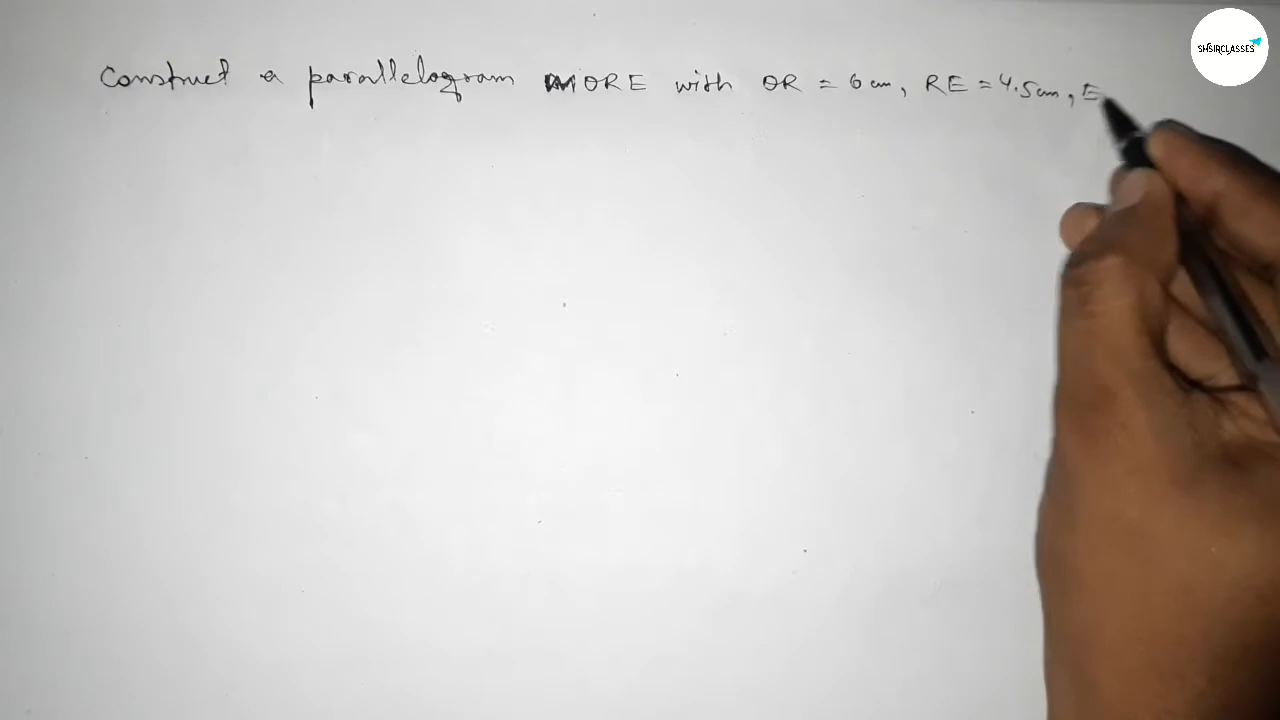 Construct a parallelogram MORE with OR = 6 cm, RE = 4.5 cm, E
SHSIRCLASSES